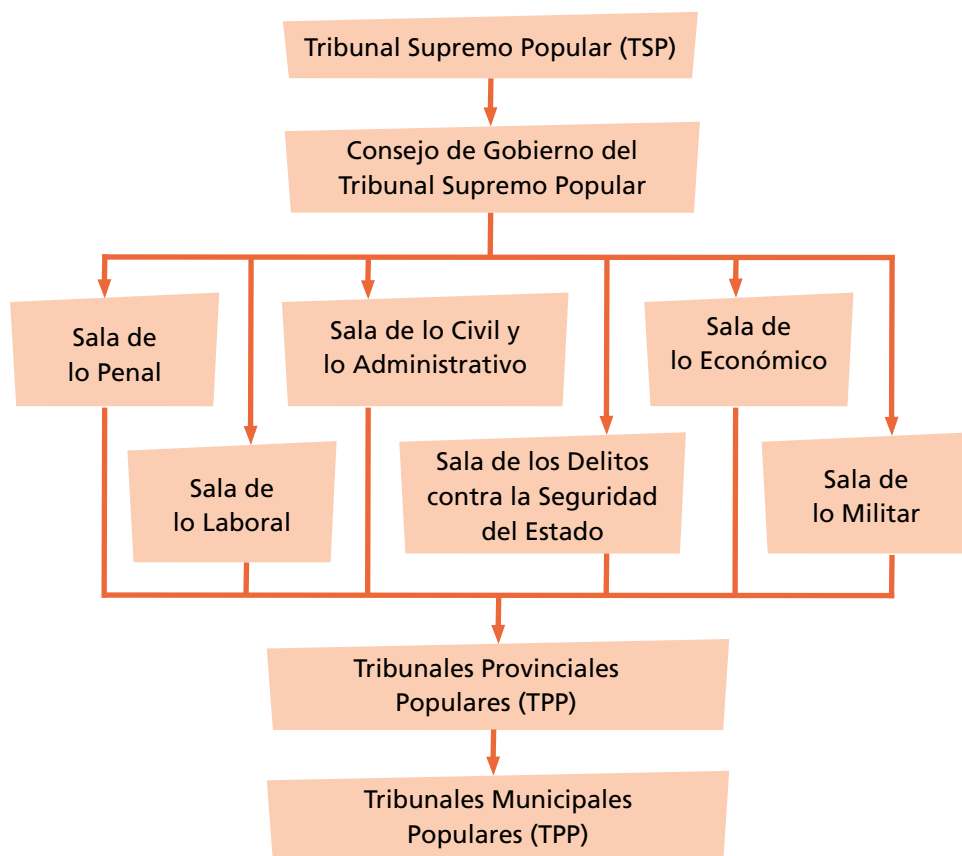 Tribunal Supremo Popular (TSP)
Consejo de Gobierno del
Tribunal Supremo Popular
Sala de
lo Penal
Sala de lo Civil y
lo Administrativo
Sala de
lo Económico
Sala de
lo Laboral
Sala de los Delitos
contra la Seguridad
del Estado
Sala de
lo Militar
Tribunales Provinciales
Populares (TPP)
Tribunales Municipales
Populares (TPP)